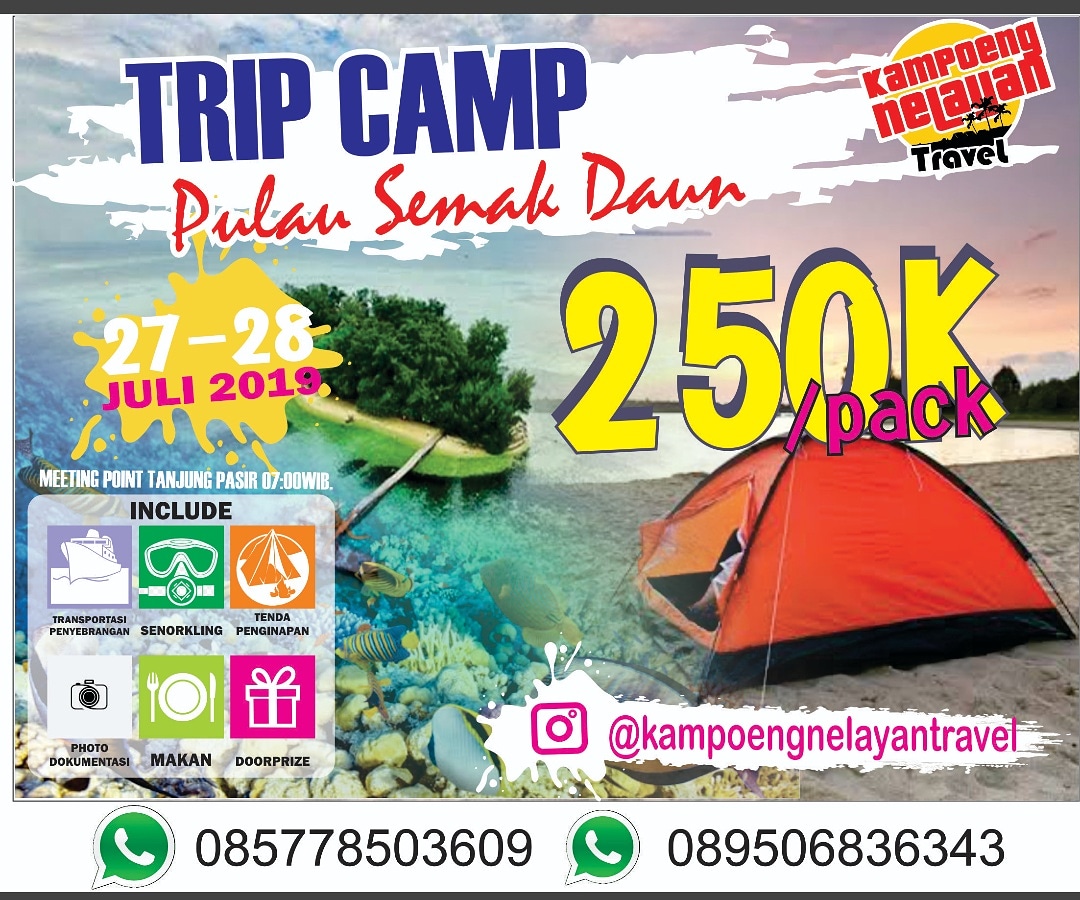 TRIP CAMP
Pulau Semak Daun
Kampoeng
nelayan
Travel
250K
/pack
27-28
JULI 2019
MEETING POINT TANJUNG PASIR 07:00WIB.
INCLUDE
TRANSPORTASI
PENYEBRANGAN
SENORKLING
TENDA
PENGINAPAN
PHOTO
DOKUMENTASI
MAKAN
DOORPRIZE
@kampoengnelayantravel
085778503609
089506836343